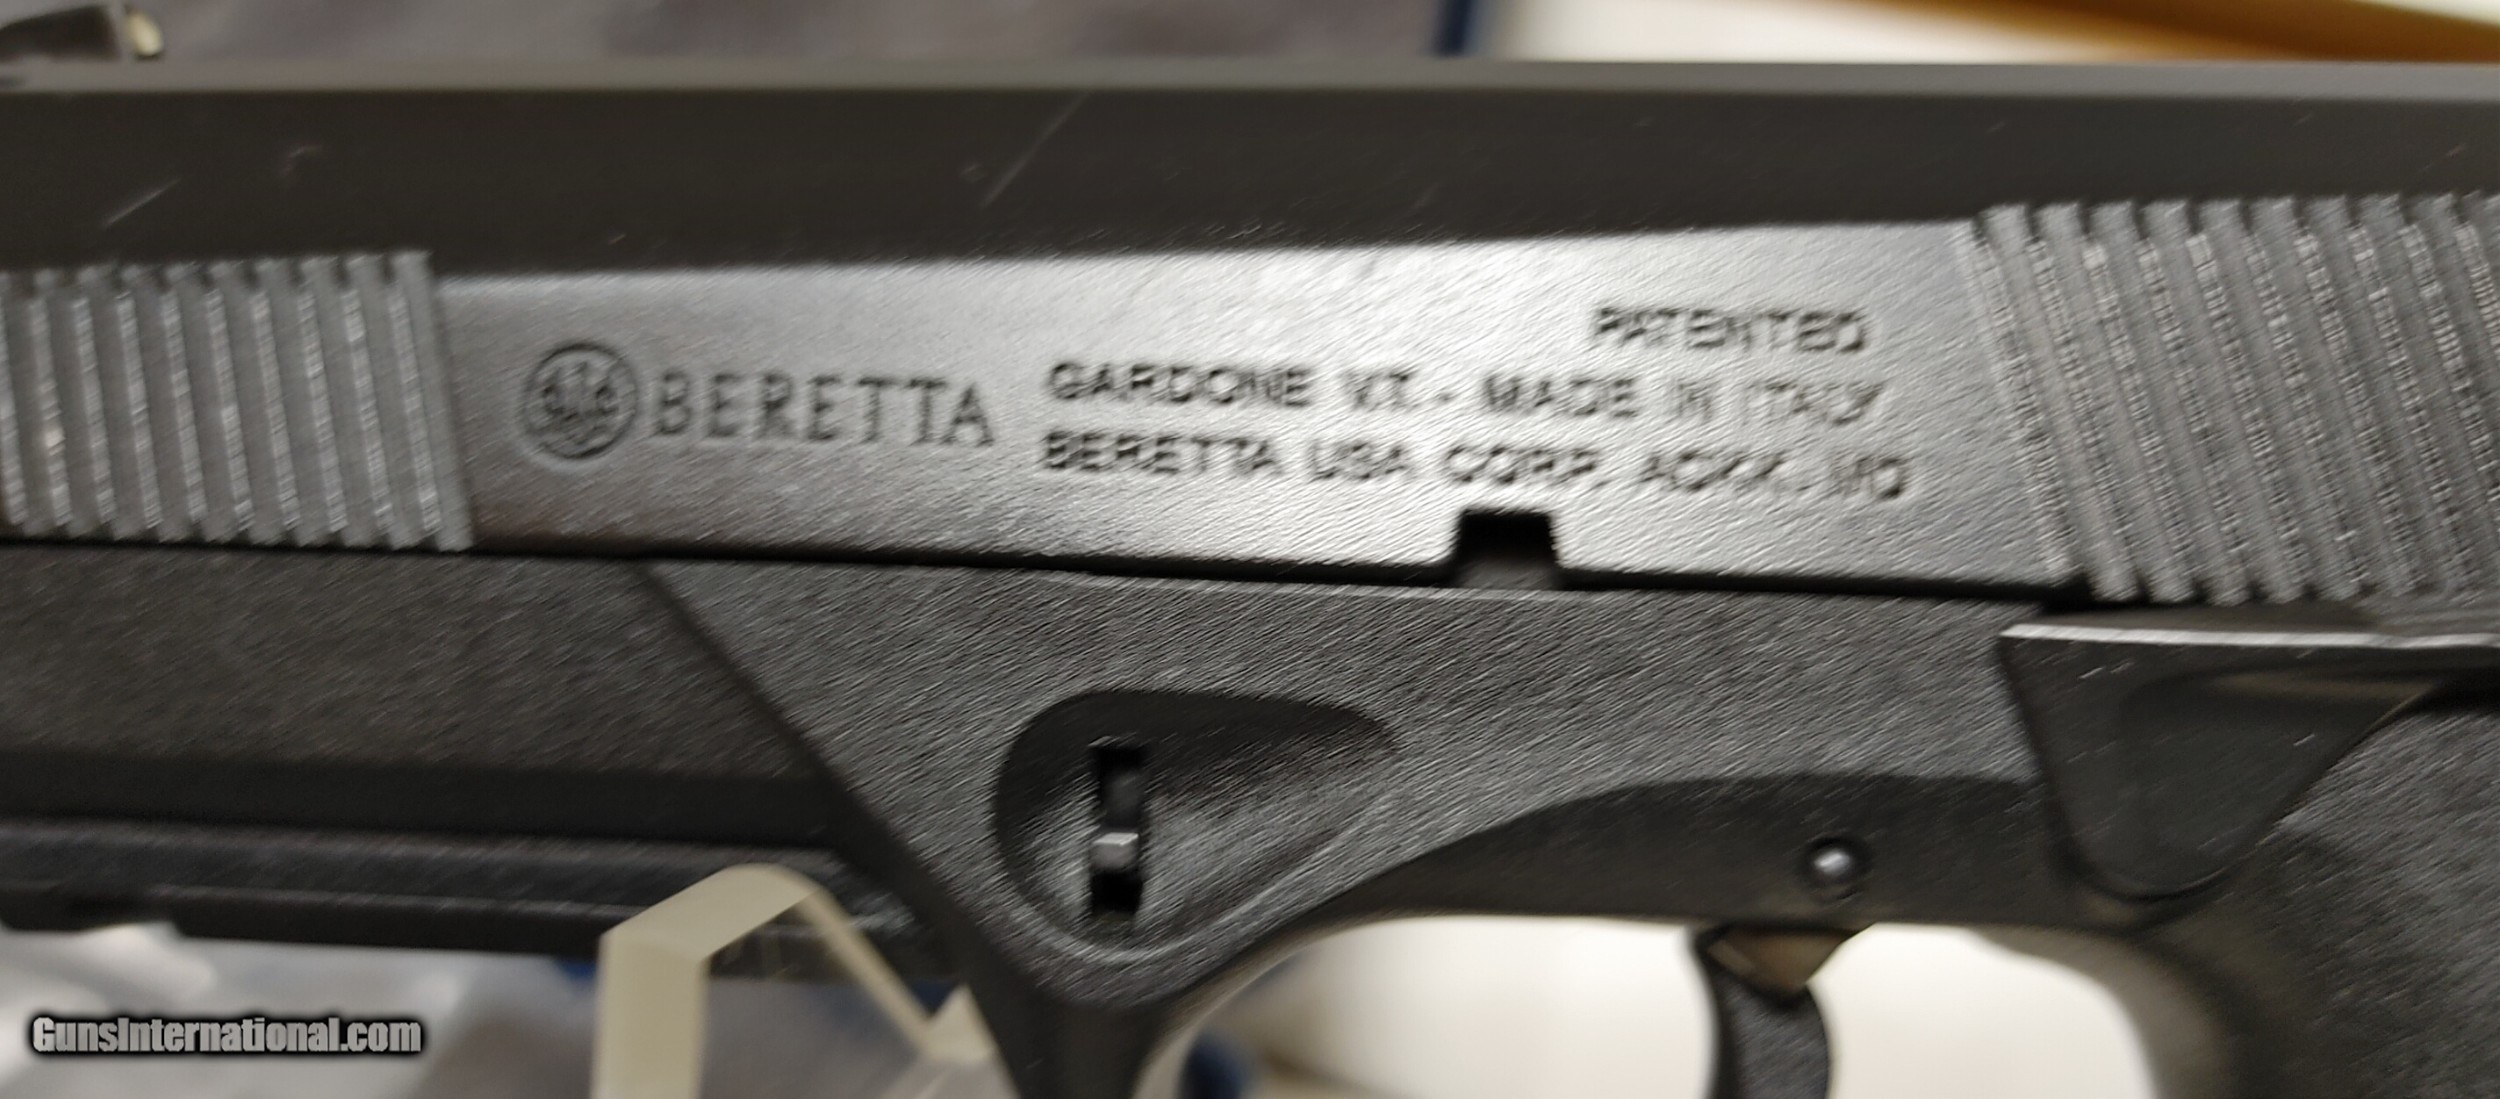 PATENTED
BERETTA GARDONE V.T. - MADE IN ITALY
BERETTA USA CORP. ACKK. - MD
GunsInternational.com